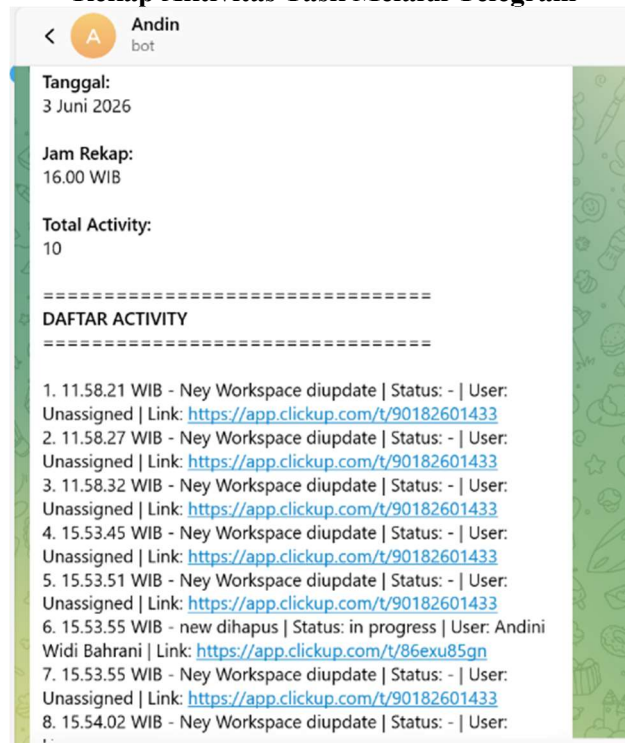 Andin
bot
Tanggal:
3 Juni 2026
Jam Rekap:
16.00 WIB
Total Activity:
10
================================
DAFTAR ACTIVITY
================================
1. 11.58.21 WIB - Ney Workspace diupdate | Status: - | User:
Unassigned | Link: https://app.clickup.com/t/90182601433
2. 11.58.27 WIB - Ney Workspace diupdate | Status: - | User:
Unassigned | Link: https://app.clickup.com/t/90182601433
3. 11.58.32 WIB - Ney Workspace diupdate | Status: - | User:
Unassigned | Link: https://app.clickup.com/t/90182601433
4. 15.53.45 WIB - Ney Workspace diupdate | Status: - | User:
Unassigned | Link: https://app.clickup.com/t/90182601433
5. 15.53.51 WIB - Ney Workspace diupdate | Status: - | User:
Unassigned | Link: https://app.clickup.com/t/90182601433
6. 15.53.55 WIB - new dihapus | Status: in progress | User: Andini
Widi Bahrani | Link: https://app.clickup.com/t/86exu85gn
7. 15.53.55 WIB - Ney Workspace diupdate | Status: - | User:
Unassigned | Link: https://app.clickup.com/t/90182601433
8. 15.54.02 WIB - Ney Workspace diupdate | Status: - | User: